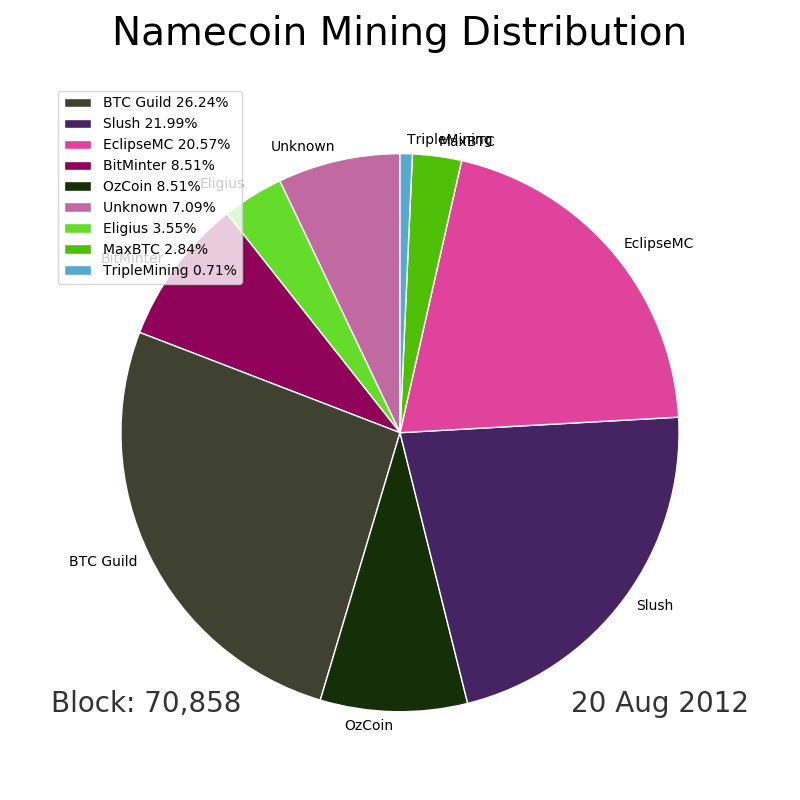 Namecoin Mining Distribution
BTC Guild 26.24%
Slush 21.99%
EclipseMC 20.57%
BitMinter 8.51%
OzCoin 8.51%
Unknown 7.09%
Eligius 3.55%
MaxBTC 2.84%
TripleMining 0.71%
TripleMining
MaxBTC
Unknown
Eligius
EclipseMC
BitMinter
BTC Guild
Slush
OzCoin
Block: 70,858
20 Aug 2012